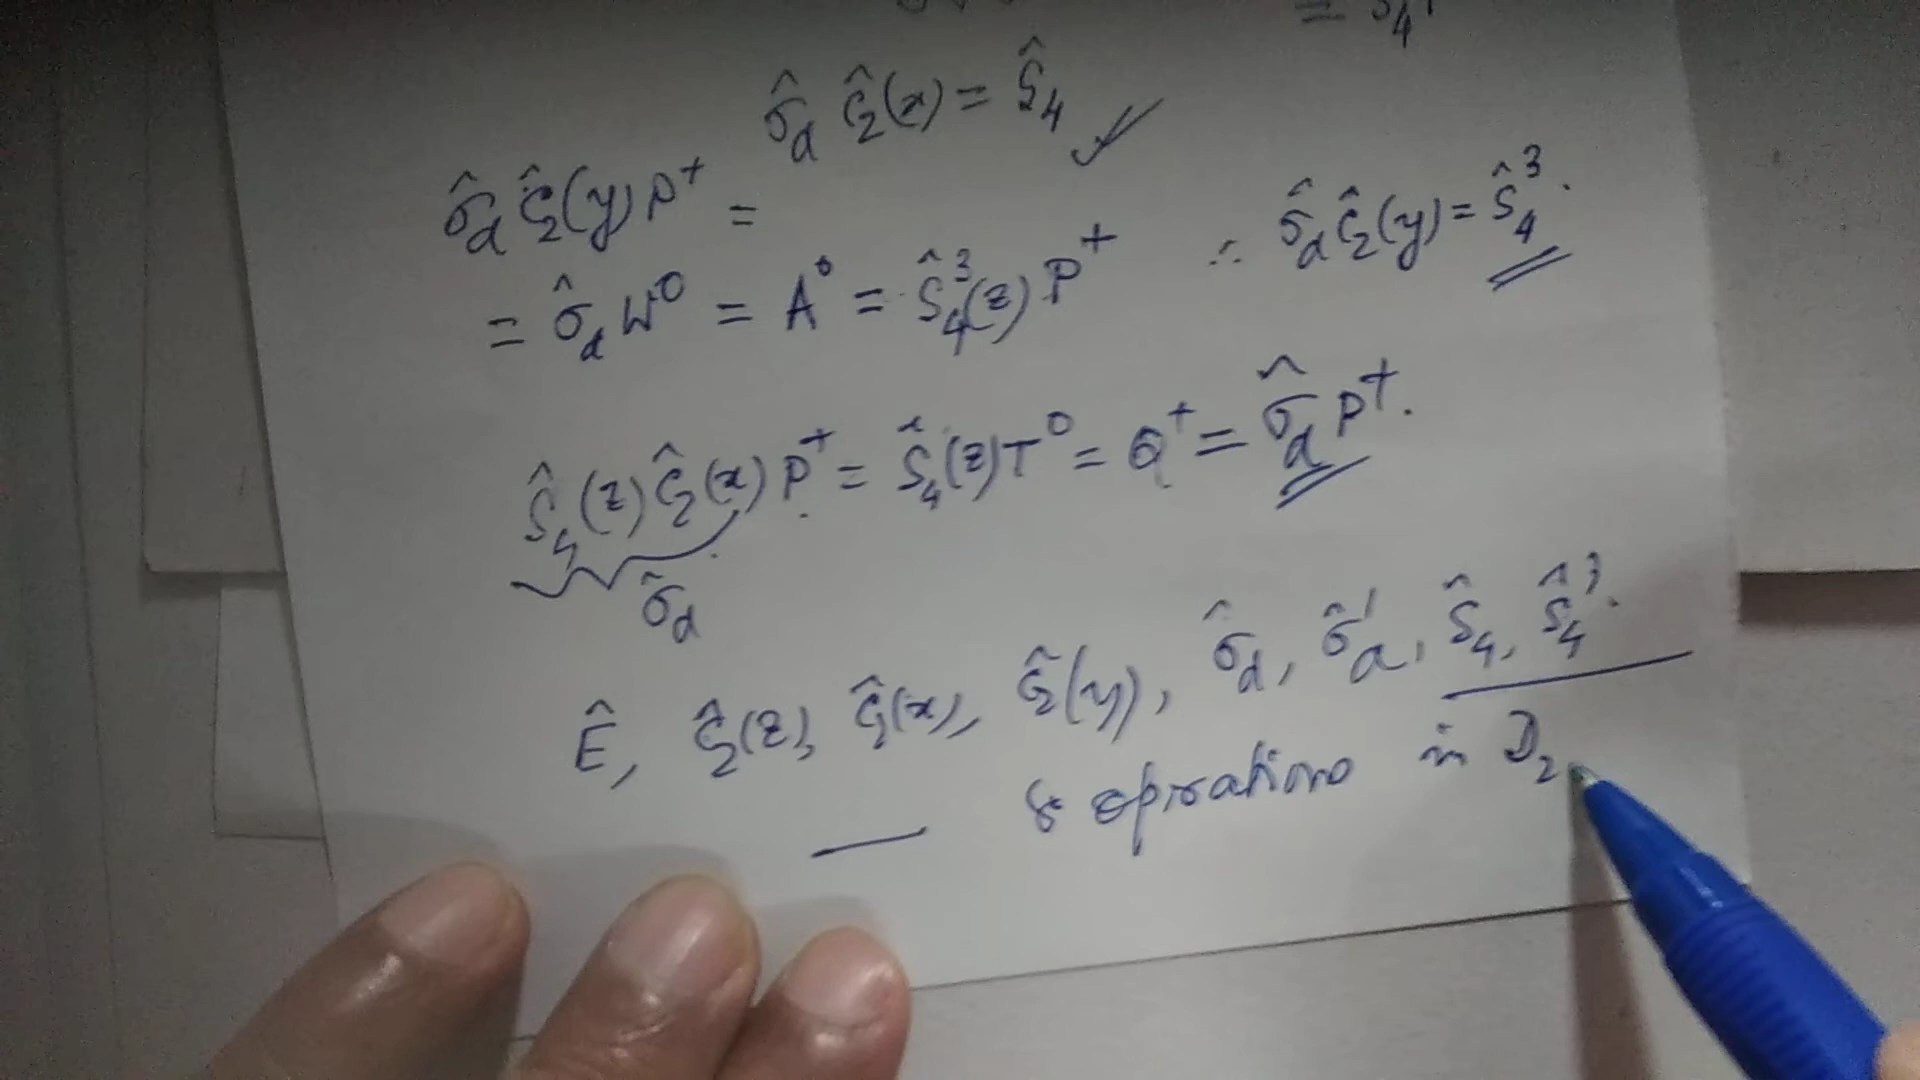 = S₄
σ̂d Ĉ₂(x) = Ŝ₄ ✓
σ̂d Ĉ₂(y) P⁺ =
= σ̂d W⁰ = A⁰ = Ŝ₄³(z) P⁺ ∴ σ̂d Ĉ₂(y) = Ŝ₄³.
Ŝ₄(z) Ĉ₂(x) P⁺ = Ŝ₄(z) T⁰ = Q⁺ = σ̂d P⁺.
σ̂d
Ê, Ĉ₂(z), Ĉ₂(x), Ĉ₂(y), σ̂d, σ̂d', Ŝ₄, Ŝ₄³.
8 operations in D₂